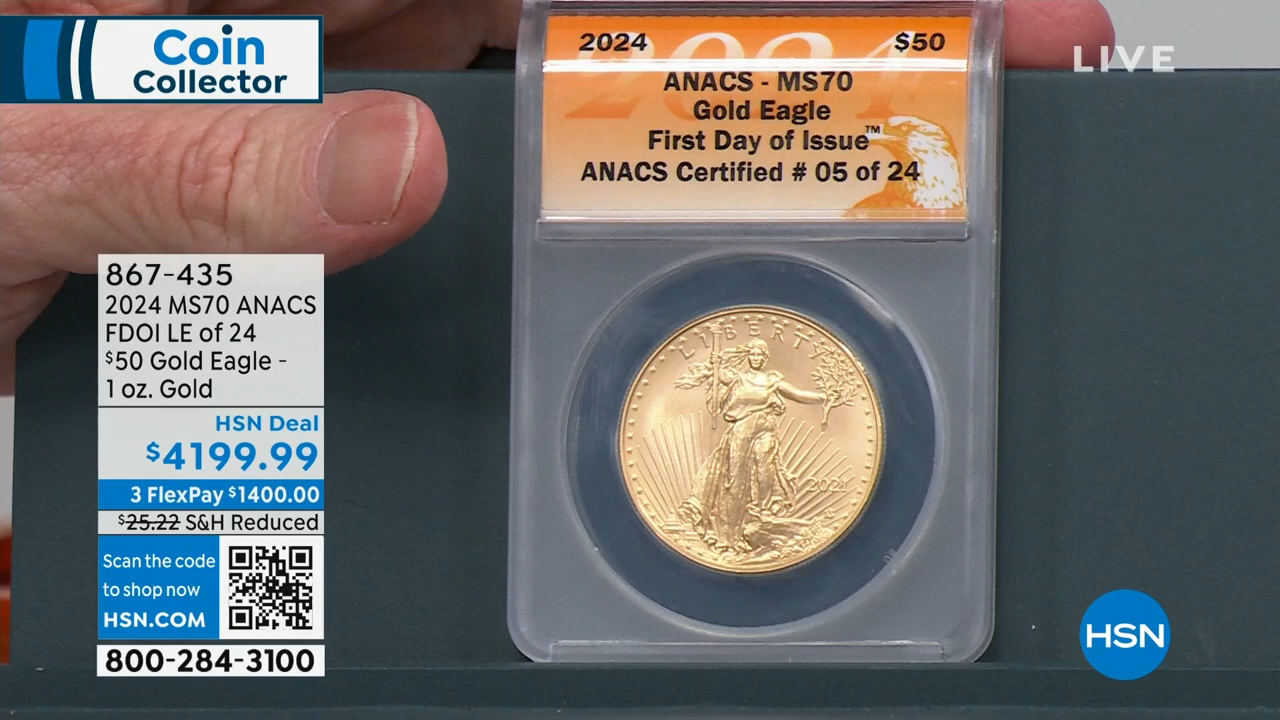 Coin
Collector
LIVE
2024 $50
ANACS - MS70
Gold Eagle
First Day of Issue™
ANACS Certified # 05 of 24
LIBERTY
867-435
2024 MS70 ANACS
FDOI LE of 24
$50 Gold Eagle -
1 oz. Gold
HSN Deal
$4199.99
3 FlexPay $1400.00
$25.22 S&H Reduced
Scan the code
to shop now
HSN.COM
800-284-3100
HSN